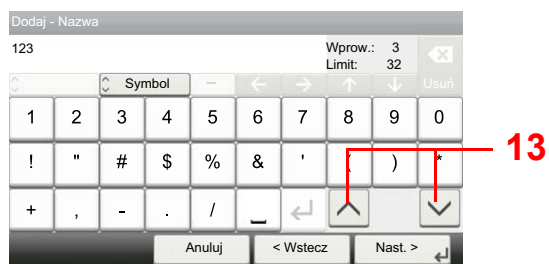 Dodaj - Nazwa
123 Wprow.: 3
Limit: 32
Symbol - Usuń
1 2 3 4 5 6 7 8 9 0
! " # $ % & ' ( ) *
13
+ , - . / _
Anuluj < Wstecz Nast. >